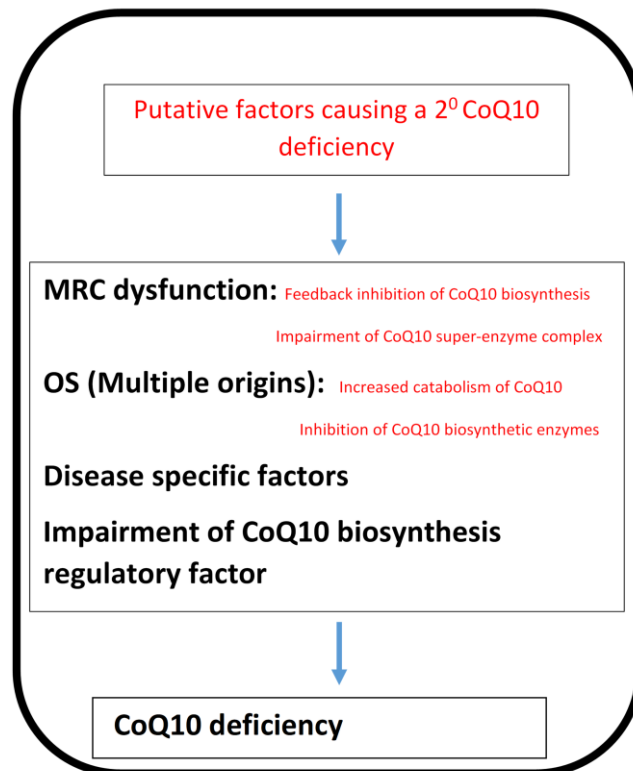 Putative factors causing a 2⁰ CoQ10
deficiency
MRC dysfunction: Feedback inhibition of CoQ10 biosynthesis
Impairment of CoQ10 super-enzyme complex
OS (Multiple origins): Increased catabolism of CoQ10
Inhibition of CoQ10 biosynthetic enzymes
Disease specific factors
Impairment of CoQ10 biosynthesis
regulatory factor
CoQ10 deficiency